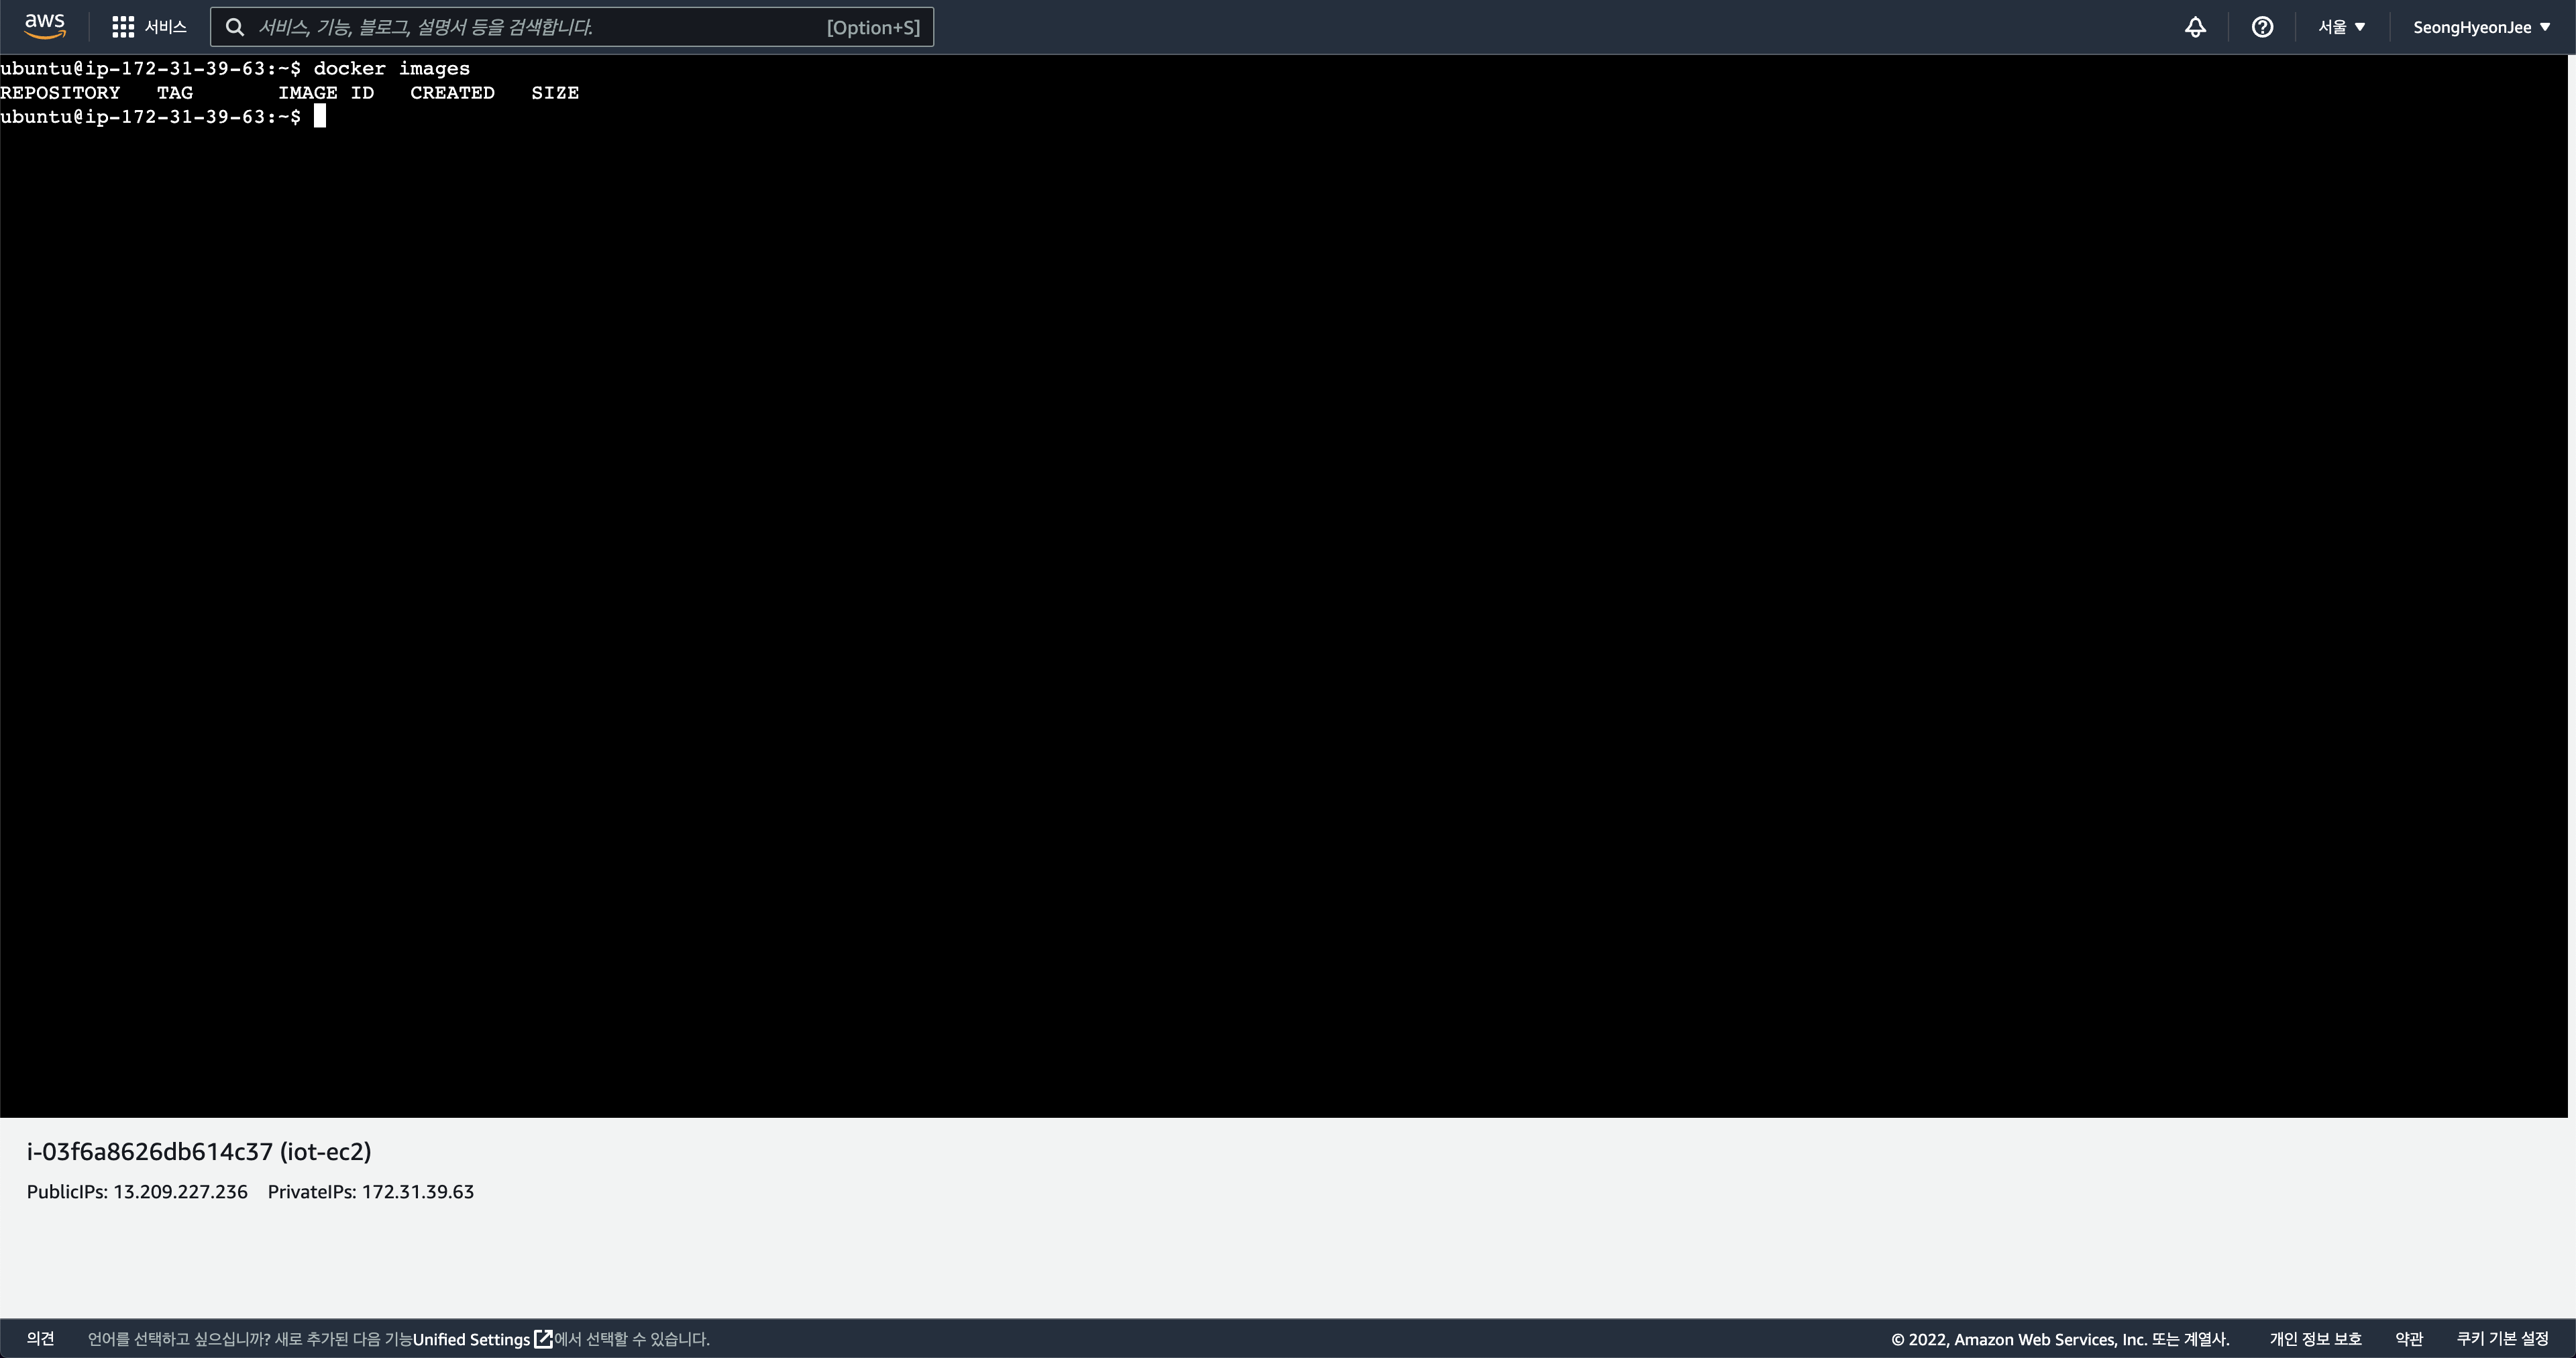 aws 서비스 서비스, 기능, 블로그, 설명서 등을 검색합니다. [Option+S] 서울 SeongHyeonJee
ubuntu@ip-172-31-39-63:~$ docker images
REPOSITORY   TAG       IMAGE ID   CREATED   SIZE
ubuntu@ip-172-31-39-63:~$
i-03f6a8626db614c37 (iot-ec2)
PublicIPs: 13.209.227.236 PrivateIPs: 172.31.39.63
의견 언어를 선택하고 싶으십니까? 새로 추가된 다음 기능Unified Settings에서 선택할 수 있습니다. © 2022, Amazon Web Services, Inc. 또는 계열사. 개인 정보 보호 약관 쿠키 기본 설정